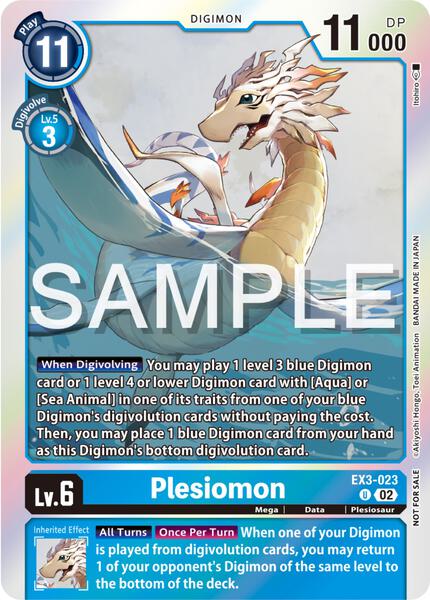 DIGIMON
Play
11
11000
DP
Digivolve
Lv.5
3
Itohiro
SAMPLE
When Digivolving You may play 1 level 3 blue Digimon
card or 1 level 4 or lower Digimon card with [Aqua] or
[Sea Animal] in one of its traits from one of your blue
Digimon's digivolution cards without paying the cost.
Then, you may place 1 blue Digimon card from your hand
as this Digimon's bottom digivolution card.
©Akiyoshi Hongo, Toei Animation BANDAI MADE IN JAPAN
NOT FOR SALE
Lv.6
Plesiomon
EX3-023
U 02
Mega Data Plesiosaur
Inherited Effect
All Turns Once Per Turn When one of your Digimon
is played from digivolution cards, you may return
1 of your opponent's Digimon of the same level to
the bottom of the deck.